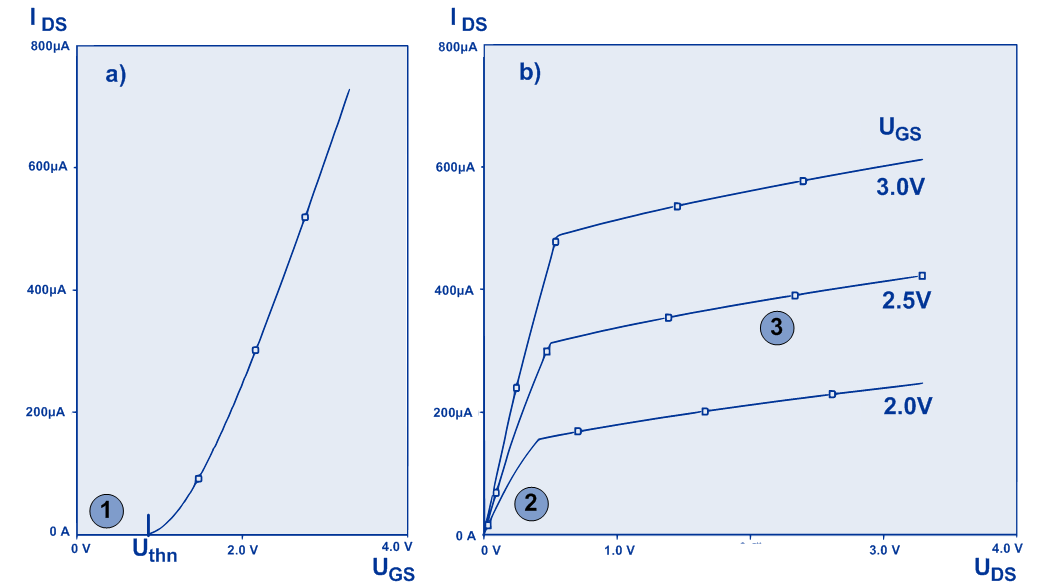 I DS
800µA
a)
600µA
400µA
200µA
1
0 A
0 V
Uthn
2.0 V
4.0 V
UGS
I DS
800µA
b)
UGS
600µA
3.0V
400µA
2.5V
3
200µA
2.0V
2
0 A
0 V
1.0 V
3.0 V
4.0 V
UDS